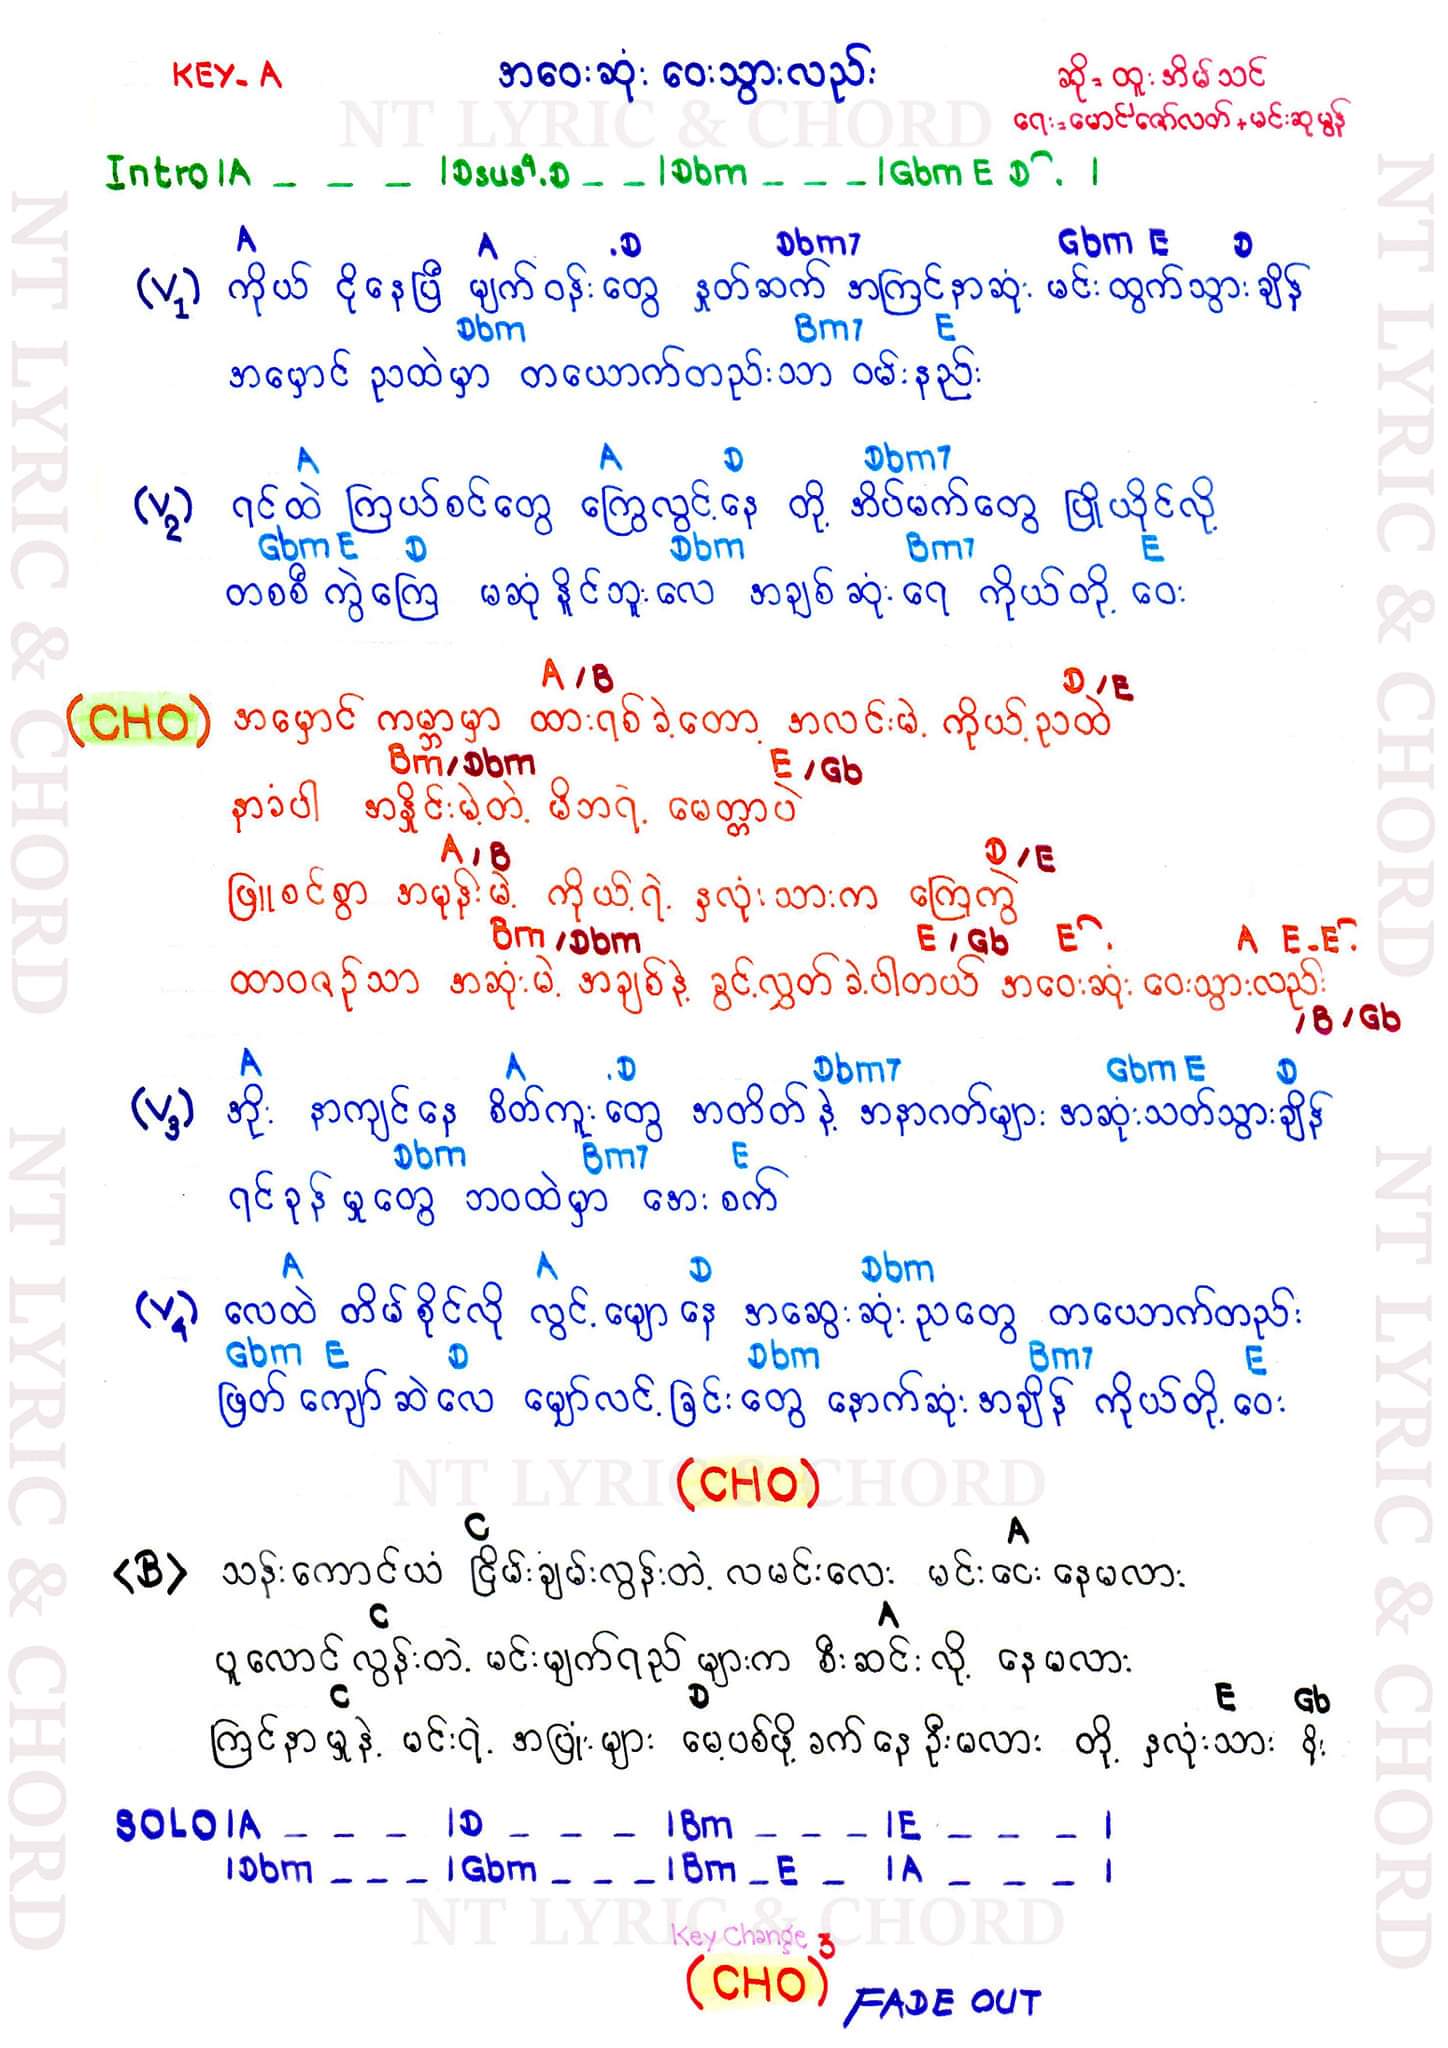 KEY-A
အဝေးဆုံး ဝေးသွားလည်း
ဆို = ထူးအိမ်သင်
ရေး = မောင်ဇော်လတ် + မင်းဆုမွန်
NT LYRIC & CHORD
Intro|A _ _ _ |Dsus⁴.D _ _ |Dbm _ _ _ |Gbm E D⌒. |
A A .D Dbm7 Gbm E D
(V1) ကိုယ် ငိုနေပြီ မျက်ဝန်းတွေ နှုတ်ဆက် အကြင်နာဆုံး မင်းထွက်သွားချိန်
Dbm Bm7 E
အမှောင် ညထဲမှာ တယောက်တည်းသာ ဝမ်းနည်း
A A D Dbm7
(V2) ရင်ထဲ ကြယ်စင်တွေ ကြွေလွင့်နေ တို့ အိပ်မက်တွေ ပြိုယိုင်လို့
Gbm E D Dbm Bm7 E
တစစီ ကွဲကြေ မဆုံနိုင်ဘူးလေ အချစ်ဆုံးရေ ကိုယ်တို့ ဝေး
A/B D/E
(CHO) အမှောင် ကမ္ဘာမှာ ထားရစ်ခဲ့တော့ အလင်းမဲ့ ကိုယ့်ညထဲ
Bm/Dbm E/Gb
နာခံပါ အနှိုင်းမဲ့တဲ့ မိဘရဲ့ မေတ္တာပဲ
A/B D/E
ဖြူစင်စွာ အမုန်းမဲ့ ကိုယ့်ရဲ့ နှလုံးသားက ကြေကွဲ
Bm/Dbm E/Gb E⌒. A E-E⌒.
ထာဝစဉ်သာ အဆုံးမဲ့ အချစ်နဲ့ ခွင့်လွှတ်ခဲ့ပါတယ် အဝေးဆုံး ဝေးသွားလည်း
/B/Gb
A A .D Dbm7 Gbm E D
(V3) အိုး နာကျင်နေ စိတ်ကူးတွေ အတိတ်နဲ့ အနာဂတ်များ အဆုံးသတ်သွားချိန်
Dbm Bm7 E
ရင်ခုန်မှုတွေ ဘဝထဲမှာ အေးစက်
A A D Dbm
(V4) လေထဲ တိမ်စိုင်လို လွင့်မျောနေ အဆွေးဆုံးညတွေ တယောက်တည်း
Gbm E D Dbm Bm7 E
ဖြတ်ကျော်ဆဲလေ မျှော်လင့်ခြင်းတွေ နောက်ဆုံးအချိန် ကိုယ်တို့ ဝေး
NT LYRIC & CHORD
(CHO)
C A
<B> သန်းကောင်ယံ ငြိမ်းချမ်းလွန်းတဲ့ လမင်းလေး မင်းငေးနေမလား
C A
ပူလောင်လွန်းတဲ့ မင်းမျက်ရည်များက စီးဆင်းလို့ နေမလား
C D E Gb
ကြင်နာမှုနဲ့ မင်းရဲ့ အပြုံးများ မေ့ပစ်ဖို့ ခက်နေဦးမလား တို့ နှလုံးသား ခိုး
SOLO|A _ _ _ |D _ _ _ |Bm _ _ _ |E _ _ _ |
|Dbm _ _ _ |Gbm _ _ _ |Bm _ E _ |A _ _ _ |
NT LYRIC & CHORD
Key Change
(CHO)³ FADE OUT
NT LYRIC & CHORD
NT LYRIC & CHORD
NT LYRIC & CHORD
NT LYRIC & CHORD